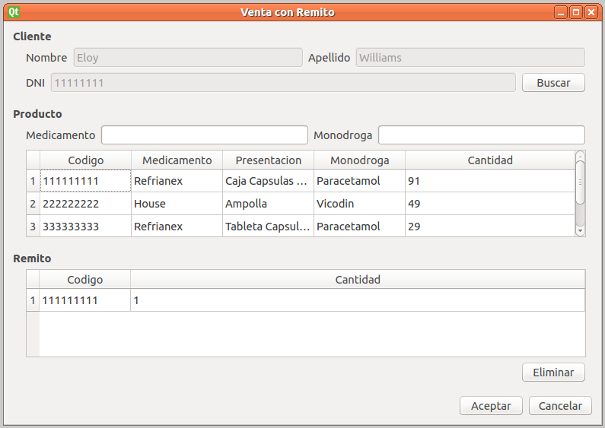 Qt Venta con Remito
Cliente
Nombre Eloy Apellido Williams
DNI 11111111 Buscar
Producto
Medicamento Monodroga
Codigo Medicamento Presentacion Monodroga Cantidad
1 111111111 Refrianex Caja Capsulas ... Paracetamol 91
2 222222222 House Ampolla Vicodin 49
3 333333333 Refrianex Tableta Capsul... Paracetamol 29
Remito
Codigo Cantidad
1 111111111 1
Eliminar
Aceptar Cancelar